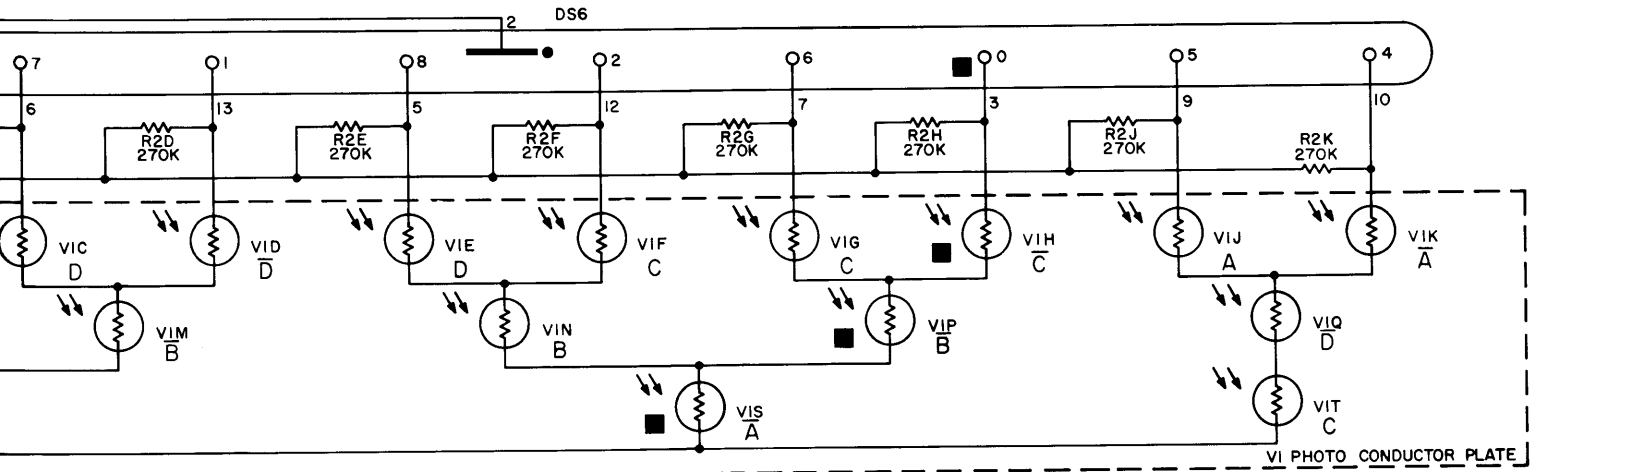 DS6
2
7
1
8
2
6
0
5
4
6
13
5
12
7
3
9
10
R2D
270K
R2E
270K
R2F
270K
R2G
270K
R2H
270K
R2J
270K
R2K
270K
V1C
D
V1D
D̅
V1E
D
V1F
C
V1G
C
V1H
C̅
V1J
A
V1K
A̅
V1M
B̅
V1N
B
V1P
B̅
V1Q
D̅
V1S
A̅
V1T
C
V1 PHOTO CONDUCTOR PLATE